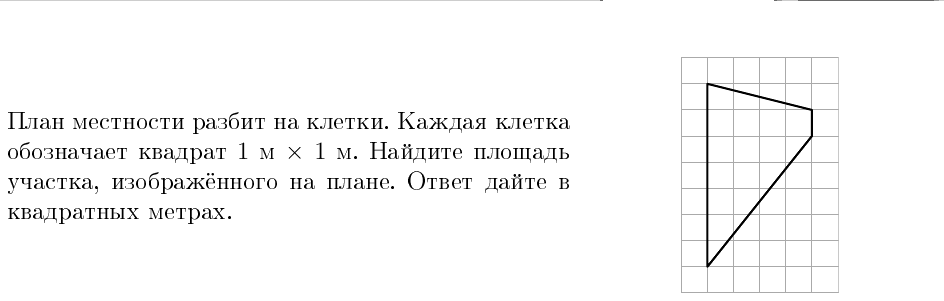 План местности разбит на клетки. Каждая клетка
обозначает квадрат 1 м × 1 м. Найдите площадь
участка, изображённого на плане. Ответ дайте в
квадратных метрах.